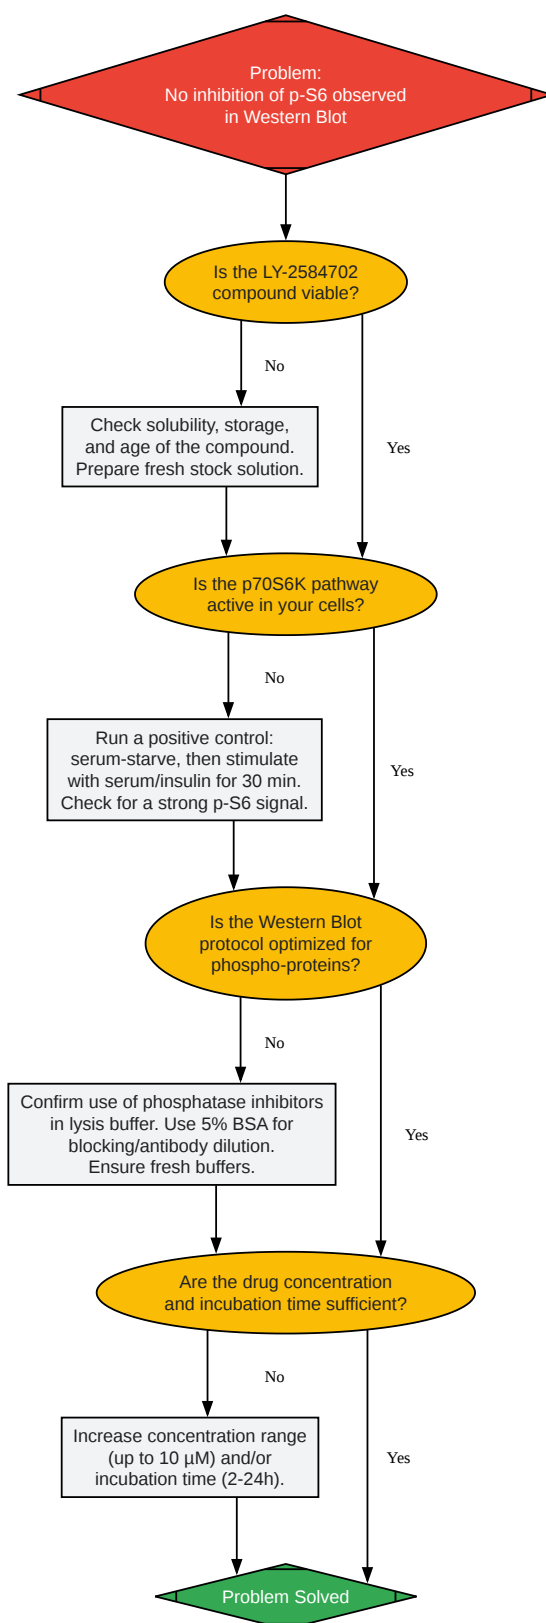 Problem:
No inhibition of p-S6 observed
in Western Blot
Is the LY-2584702
compound viable?
No
Check solubility, storage,
and age of the compound.
Prepare fresh stock solution.
Yes
Is the p70S6K pathway
active in your cells?
No
Run a positive control:
serum-starve, then stimulate
with serum/insulin for 30 min.
Check for a strong p-S6 signal.
Yes
Is the Western Blot
protocol optimized for
phospho-proteins?
No
Confirm use of phosphatase inhibitors
in lysis buffer. Use 5% BSA for
blocking/antibody dilution.
Ensure fresh buffers.
Yes
Are the drug concentration
and incubation time sufficient?
No
Increase concentration range
(up to 10 µM) and/or
incubation time (2-24h).
Yes
Problem Solved